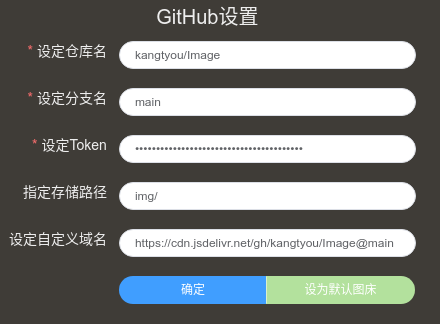 GitHub设置
* 设定仓库名 kangtyou/Image
* 设定分支名 main
* 设定Token ••••••••••••••••••••••••••••••••••••••••
指定存储路径 img/
设定自定义域名 https://cdn.jsdelivr.net/gh/kangtyou/Image@main
确定 设为默认图床